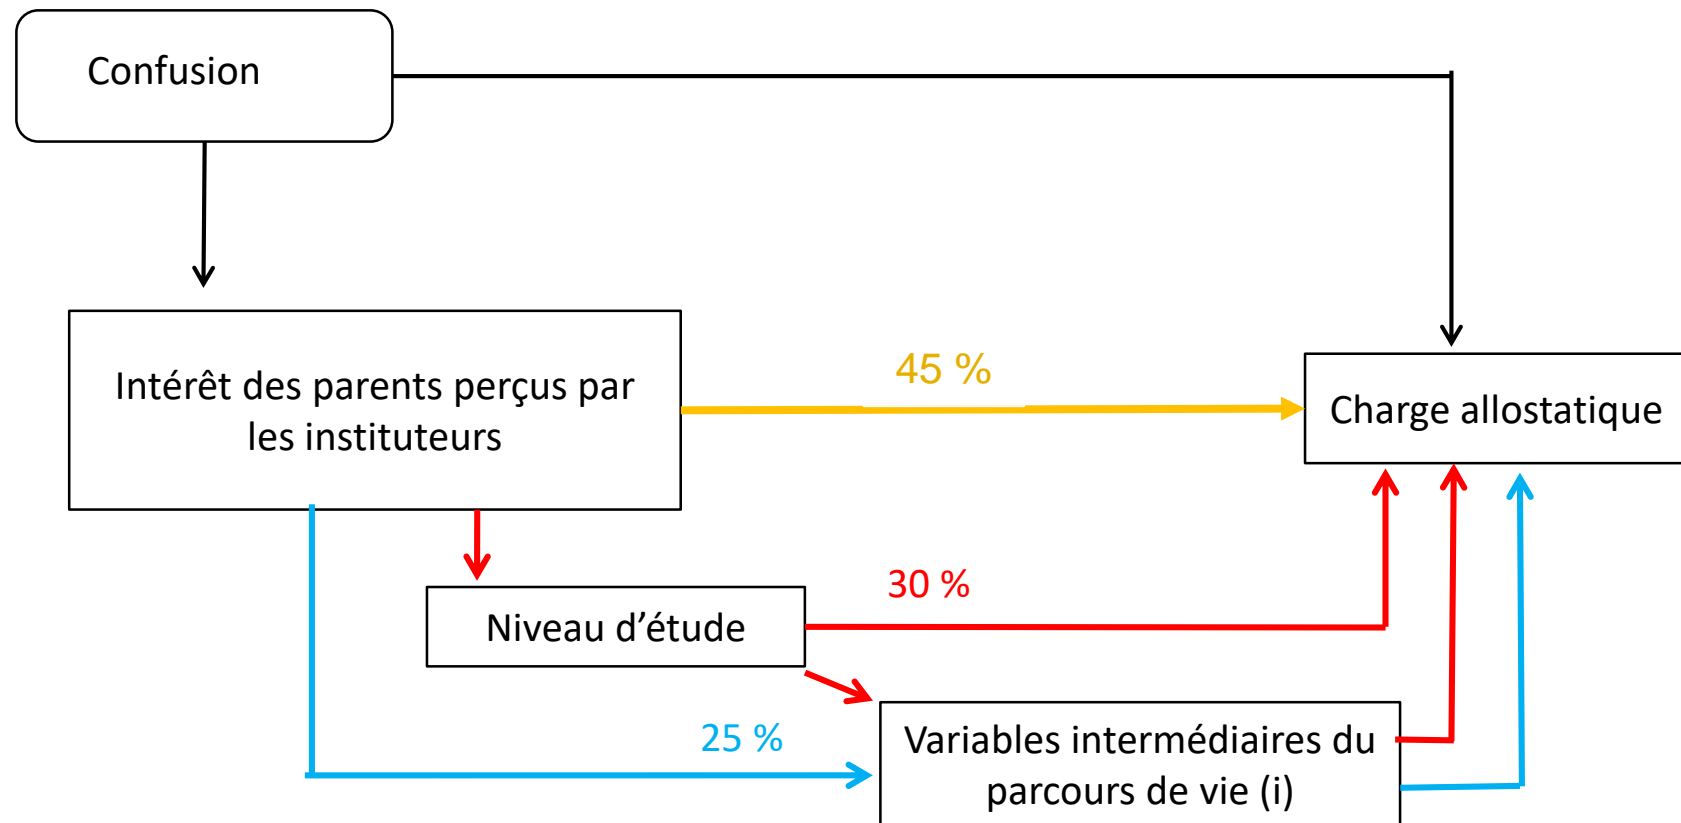 Confusion
45 %
Intérêt des parents perçus par
les instituteurs
Charge allostatique
30 %
Niveau d’étude
25 %
Variables intermédiaires du
parcours de vie (i)